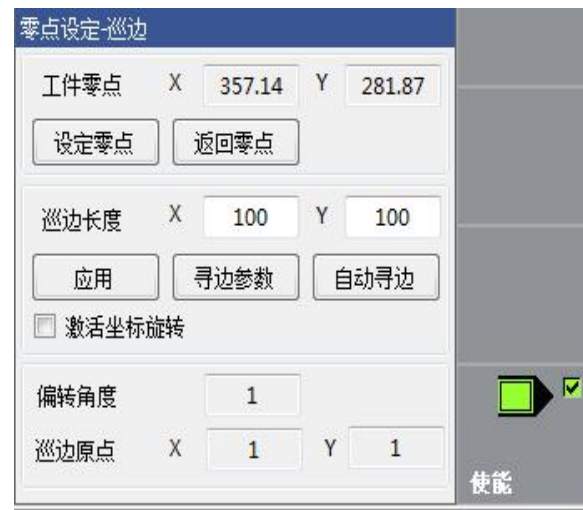 零点设定-巡边
工件零点 X 357.14 Y 281.87
设定零点 返回零点
巡边长度 X 100 Y 100
应用 寻边参数 自动寻边
激活坐标旋转
偏转角度 1
巡边原点 X 1 Y 1
使能